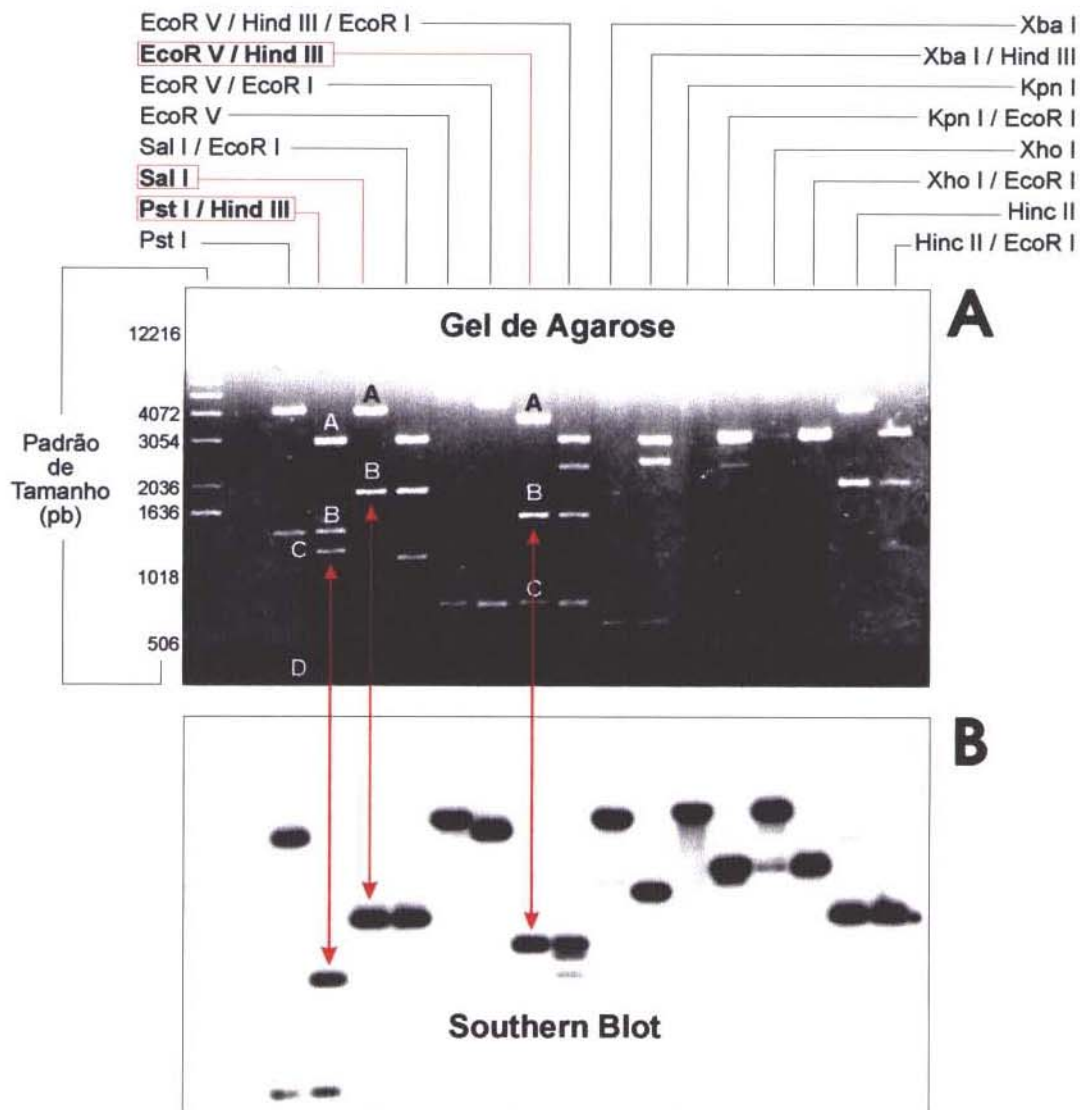 EcoR V / Hind III / EcoR I
EcoR V / Hind III
EcoR V / EcoR I
EcoR V
Sal I / EcoR I
Sal I
Pst I / Hind III
Pst I
Xba I
Xba I / Hind III
Kpn I
Kpn I / EcoR I
Xho I
Xho I / EcoR I
Hinc II
Hinc II / EcoR I
Gel de Agarose
A
12216
4072
3054
2036
1636
1018
506
Padrão
de
Tamanho
(pb)
A
A
A
B
B
B
C
C
D
B
Southern Blot